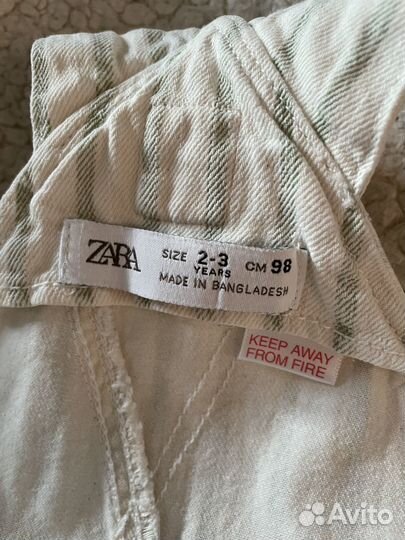 ZARA SIZE 2-3 YEARS CM 98
MADE IN BANGLADESH
KEEP AWAY
FROM FIRE
Avito